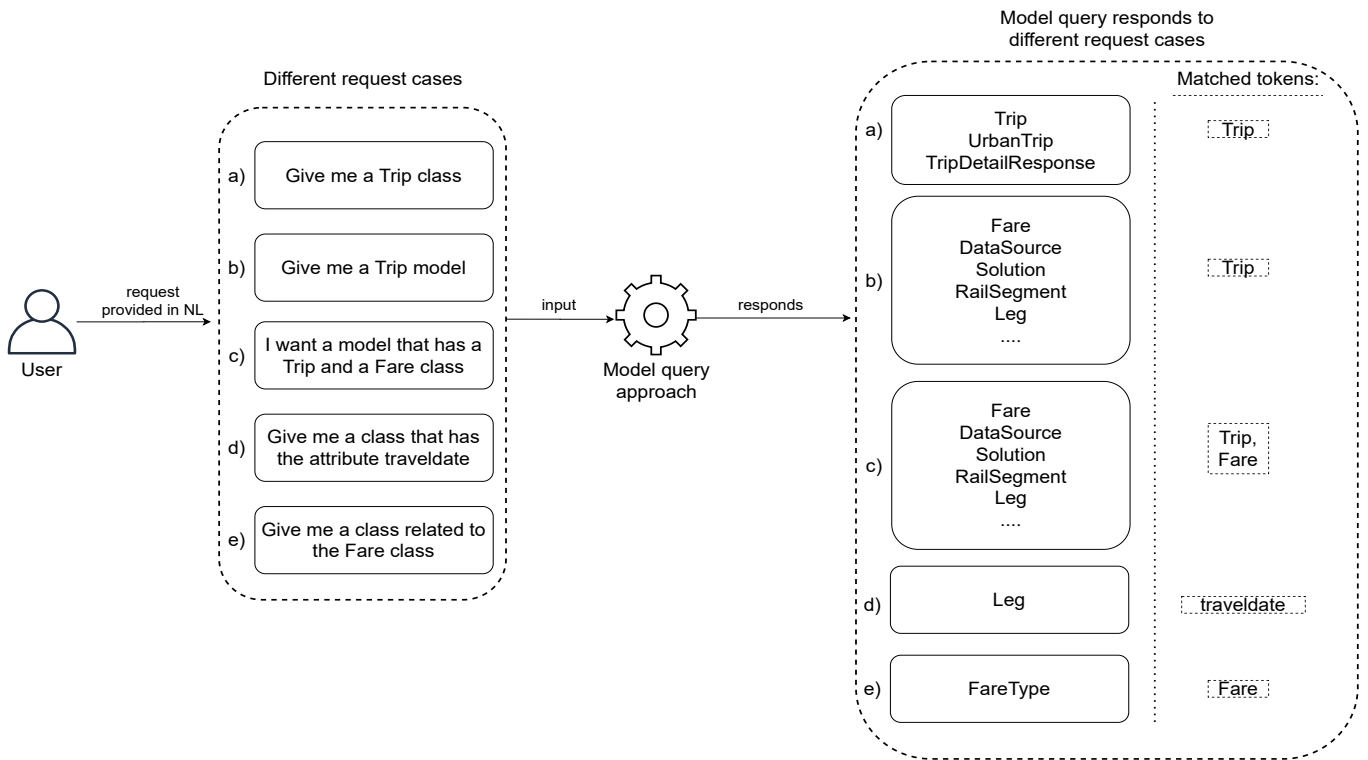 Model query responds to
different request cases
Different request cases
Matched tokens:
a)
Trip
UrbanTrip
TripDetailResponse
Trip
a)
Give me a Trip class
b)
Give me a Trip model
c)
I want a model that has a
Trip and a Fare class
d)
Give me a class that has
the attribute traveldate
e)
Give me a class related to
the Fare class
User
request
provided in NL
input
Model query
approach
responds
b)
Fare
DataSource
Solution
RailSegment
Leg
....
Trip
c)
Fare
DataSource
Solution
RailSegment
Leg
....
Trip,
Fare
d)
Leg
traveldate
e)
FareType
Fare